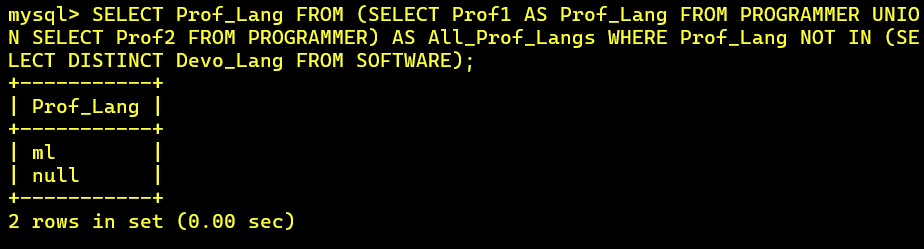 mysql> SELECT Prof_Lang FROM (SELECT Prof1 AS Prof_Lang FROM PROGRAMMER UNIO
N SELECT Prof2 FROM PROGRAMMER) AS All_Prof_Langs WHERE Prof_Lang NOT IN (SE
LECT DISTINCT Devo_Lang FROM SOFTWARE);
+-----------+
| Prof_Lang |
+-----------+
| ml        |
| null      |
+-----------+
2 rows in set (0.00 sec)